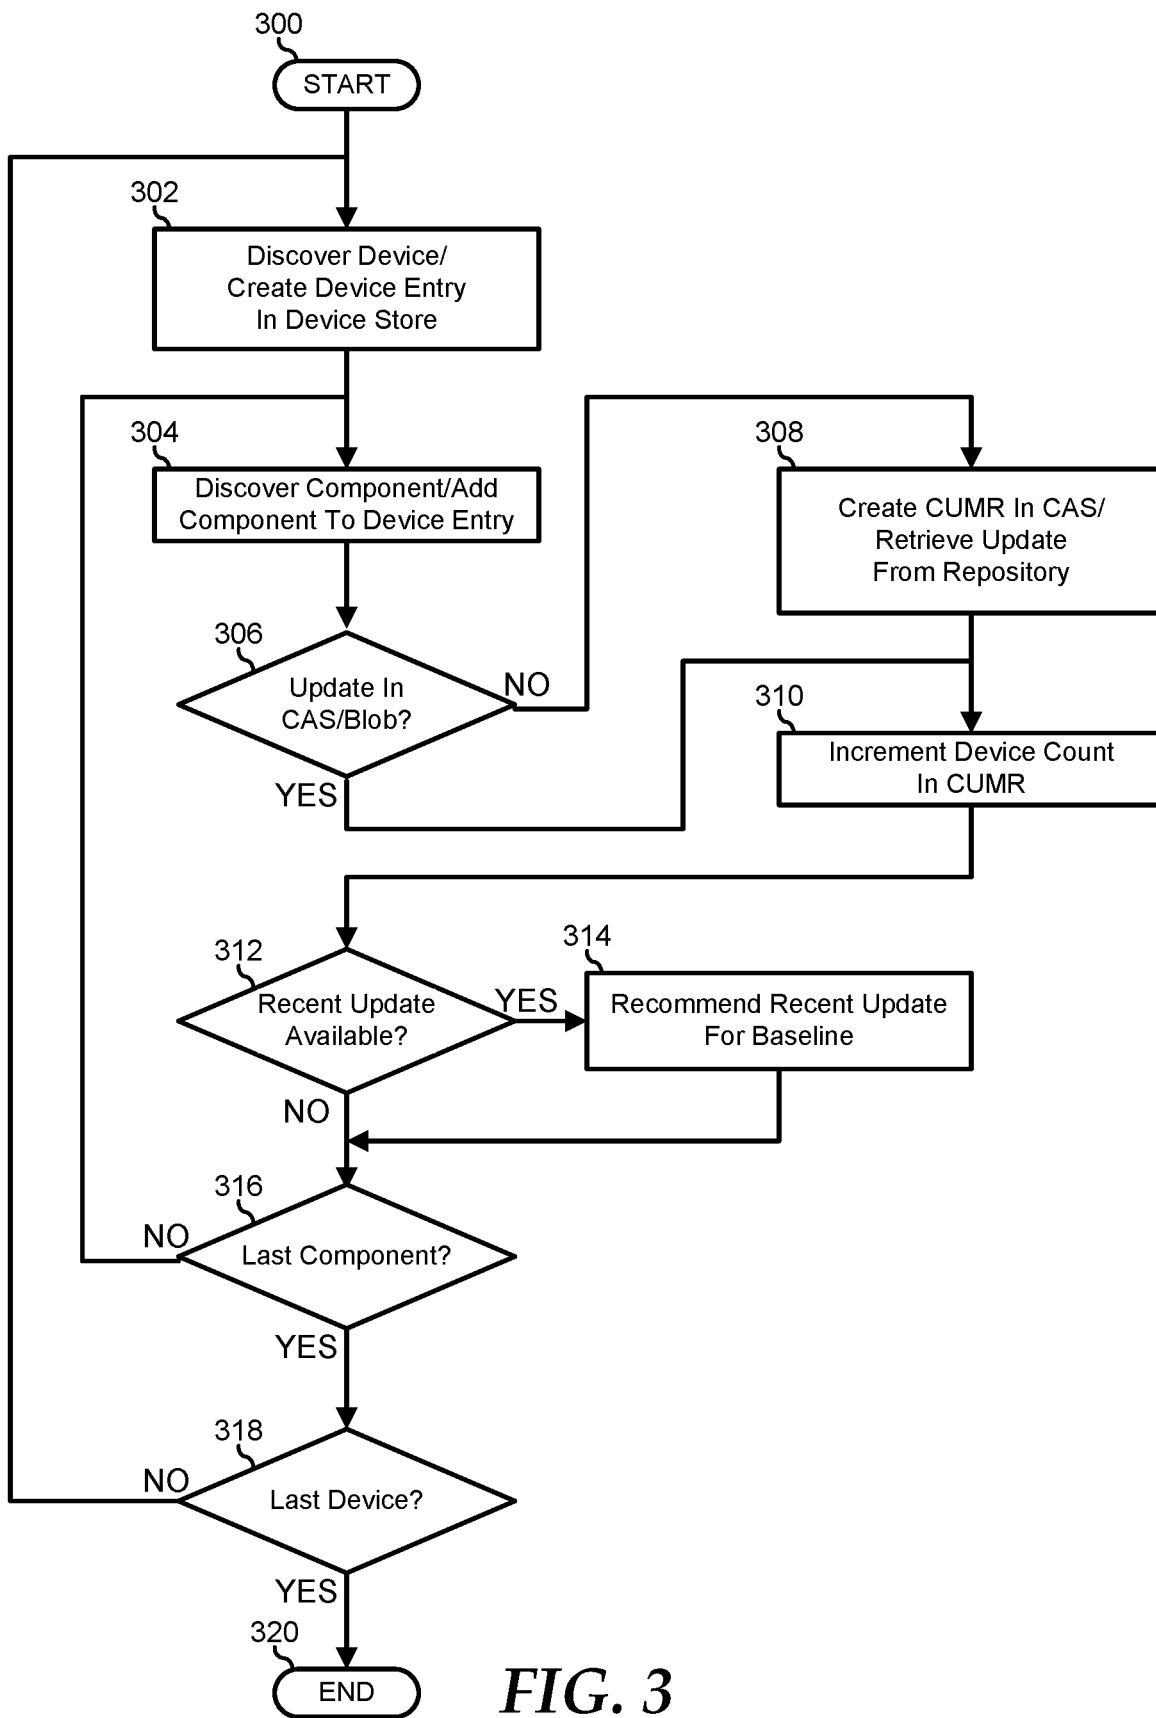 300
START
302
Discover Device/
Create Device Entry
In Device Store
304
Discover Component/Add
Component To Device Entry
308
Create CUMR In CAS/
Retrieve Update
From Repository
306
Update In
CAS/Blob?
NO
YES
310
Increment Device Count
In CUMR
312
Recent Update
Available?
YES
NO
314
Recommend Recent Update
For Baseline
316
Last Component?
NO
YES
318
Last Device?
NO
YES
320
END
FIG. 3